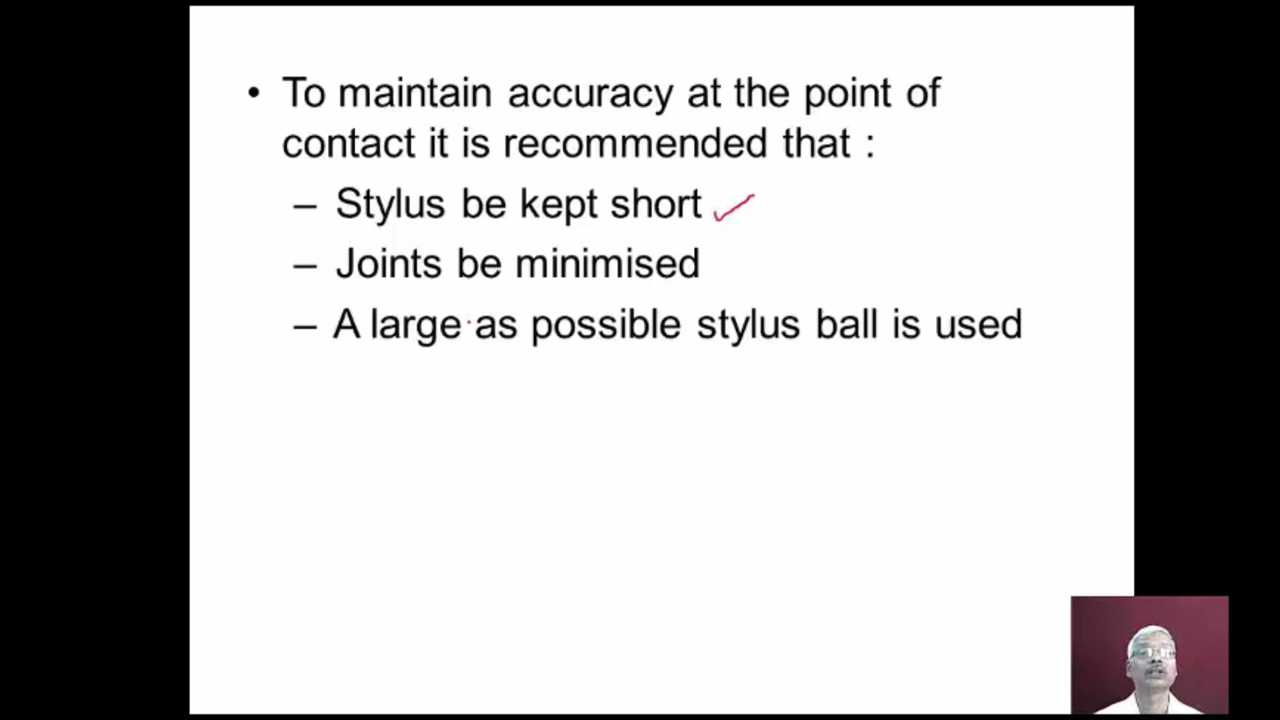 • To maintain accuracy at the point of
contact it is recommended that :
– Stylus be kept short
– Joints be minimised
– A large as possible stylus ball is used